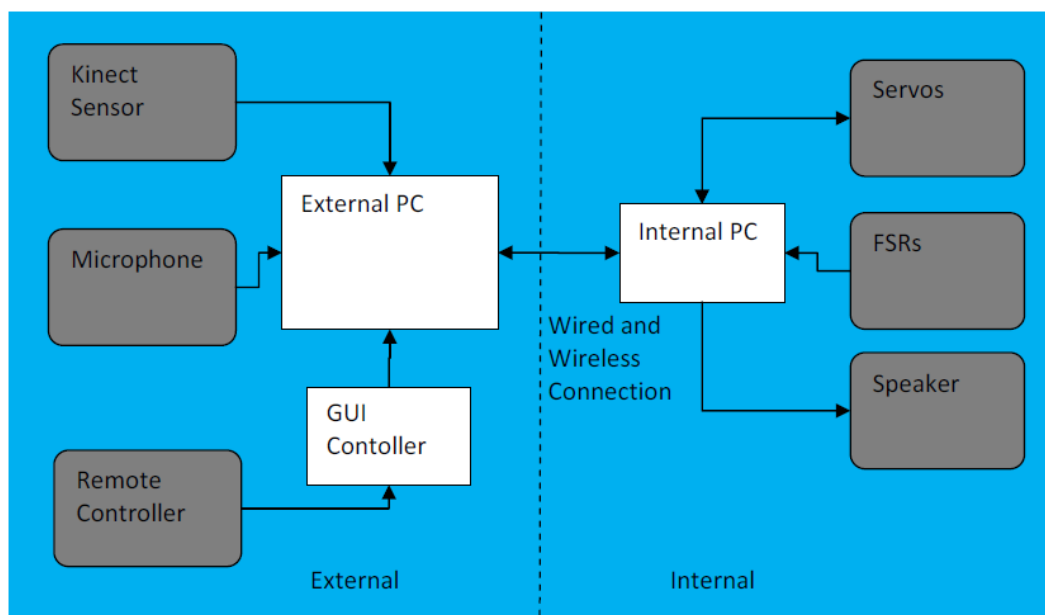 Kinect
Sensor
Servos
External PC
Internal PC
Microphone
FSRs
Wired and
Wireless
Connection
Speaker
GUI
Contoller
Remote
Controller
External
Internal